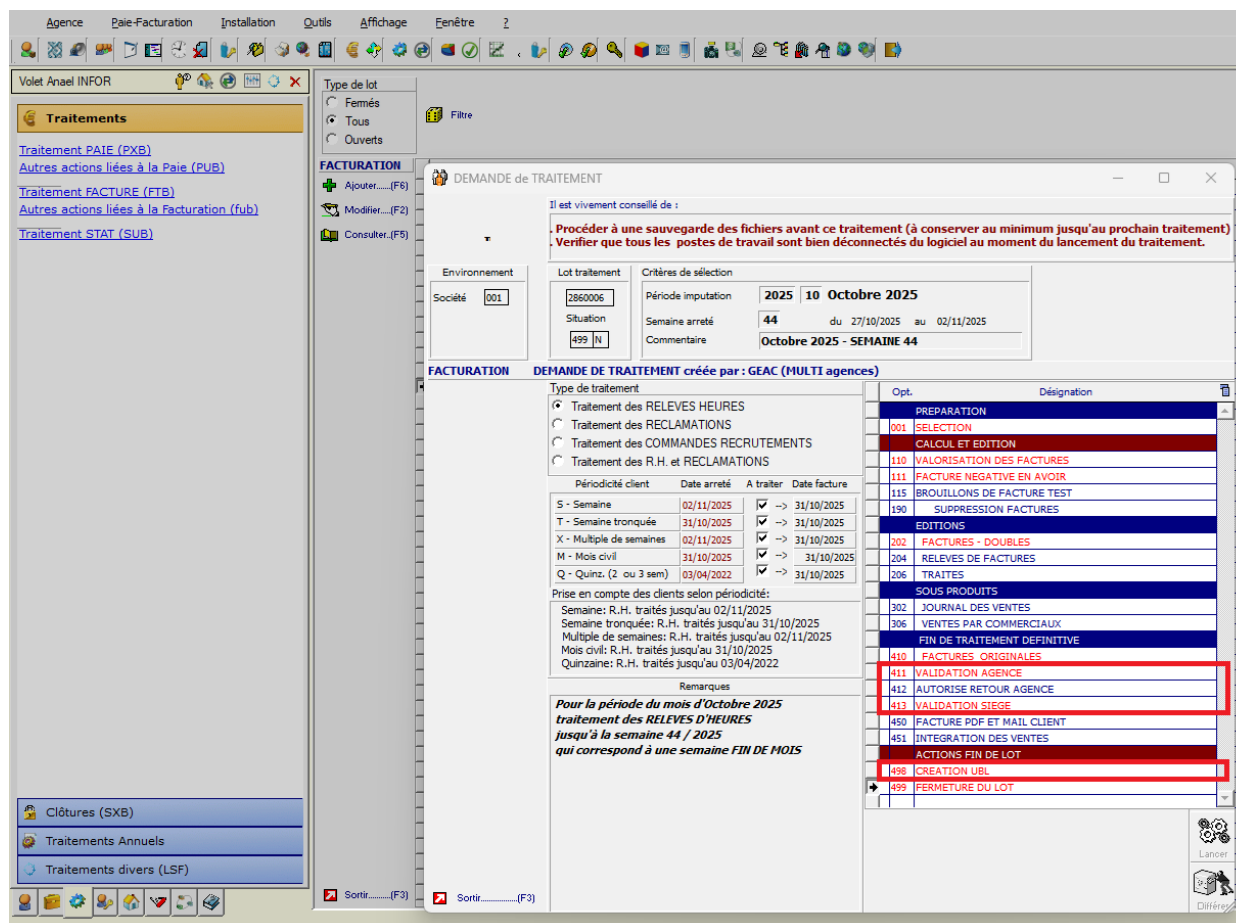 Agence Paie-Facturation Installation Outils Affichage Fenêtre ?
Volet Anael INFOR
Traitements
Traitement PAIE (PXB)
Autres actions liées à la Paie (PUB)
Traitement FACTURE (FTB)
Autres actions liées à la Facturation (fub)
Traitement STAT (SUB)
Clôtures (SXB)
Traitements Annuels
Traitements divers (LSF)
Type de lot
Fermés
Tous
Ouverts
Filtre
FACTURATION
Ajouter......(F6)
Modifier....(F2)
Consulter..(F5)
Sortir.........(F3)
DEMANDE de TRAITEMENT
Il est vivement conseillé de :
. Procéder à une sauvegarde des fichiers avant ce traitement (à conserver au minimum jusqu'au prochain traitement)
. Verifier que tous les postes de travail sont bien déconnectés du logiciel au moment du lancement du traitement.
Environnement
Société 001
Lot traitement
2860006
Situation
499 N
Critères de sélection
Période imputation 2025 10 Octobre 2025
Semaine arreté 44 du 27/10/2025 au 02/11/2025
Commentaire Octobre 2025 - SEMAINE 44
FACTURATION DEMANDE DE TRAITEMENT créée par : GEAC (MULTI agences)
Type de traitement
Traitement des RELEVES HEURES
Traitement des RECLAMATIONS
Traitement des COMMANDES RECRUTEMENTS
Traitement des R.H. et RECLAMATIONS
Périodicité client Date arreté A traiter Date facture
S - Semaine 02/11/2025 --> 31/10/2025
T - Semaine tronquée 31/10/2025 --> 31/10/2025
X - Multiple de semaines 02/11/2025 --> 31/10/2025
M - Mois civil 31/10/2025 --> 31/10/2025
Q - Quinz. (2 ou 3 sem) 03/04/2022 --> 31/10/2025
Prise en compte des clients selon périodicité:
Semaine: R.H. traités jusqu'au 02/11/2025
Semaine tronquée: R.H. traités jusqu'au 31/10/2025
Multiple de semaines: R.H. traités jusqu'au 02/11/2025
Mois civil: R.H. traités jusqu'au 31/10/2025
Quinzaine: R.H. traités jusqu'au 03/04/2022
Remarques
Pour la période du mois d'Octobre 2025
traitement des RELEVES D'HEURES
jusqu'à la semaine 44 / 2025
qui correspond à une semaine FIN DE MOIS
Opt. Désignation
PREPARATION
001 SELECTION
CALCUL ET EDITION
110 VALORISATION DES FACTURES
111 FACTURE NEGATIVE EN AVOIR
115 BROUILLONS DE FACTURE TEST
190 SUPPRESSION FACTURES
EDITIONS
202 FACTURES - DOUBLES
204 RELEVES DE FACTURES
206 TRAITES
SOUS PRODUITS
302 JOURNAL DES VENTES
306 VENTES PAR COMMERCIAUX
FIN DE TRAITEMENT DEFINITIVE
410 FACTURES ORIGINALES
411 VALIDATION AGENCE
412 AUTORISE RETOUR AGENCE
413 VALIDATION SIEGE
450 FACTURE PDF ET MAIL CLIENT
451 INTEGRATION DES VENTES
ACTIONS FIN DE LOT
498 CREATION UBL
499 FERMETURE DU LOT
Lancer
Différer
Sortir...............(F3)